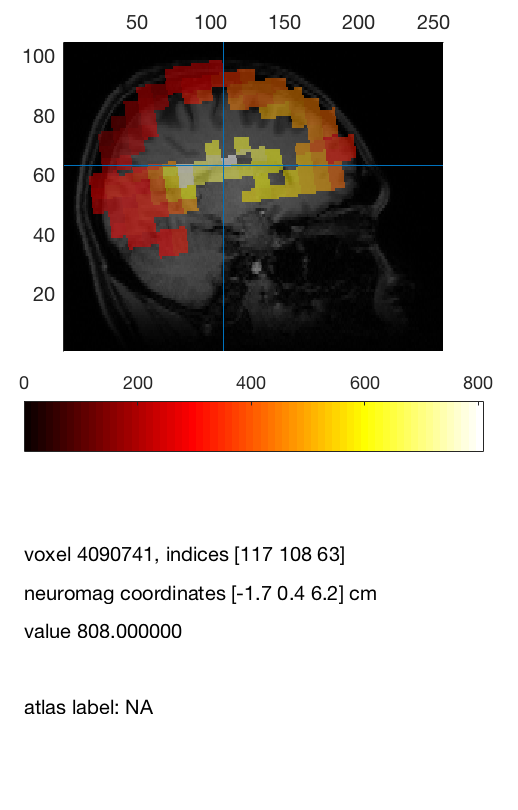 50 100 150 200 250
100
80
60
40
20
0 200 400 600 800
voxel 4090741, indices [117 108 63]
neuromag coordinates [-1.7 0.4 6.2] cm
value 808.000000
atlas label: NA